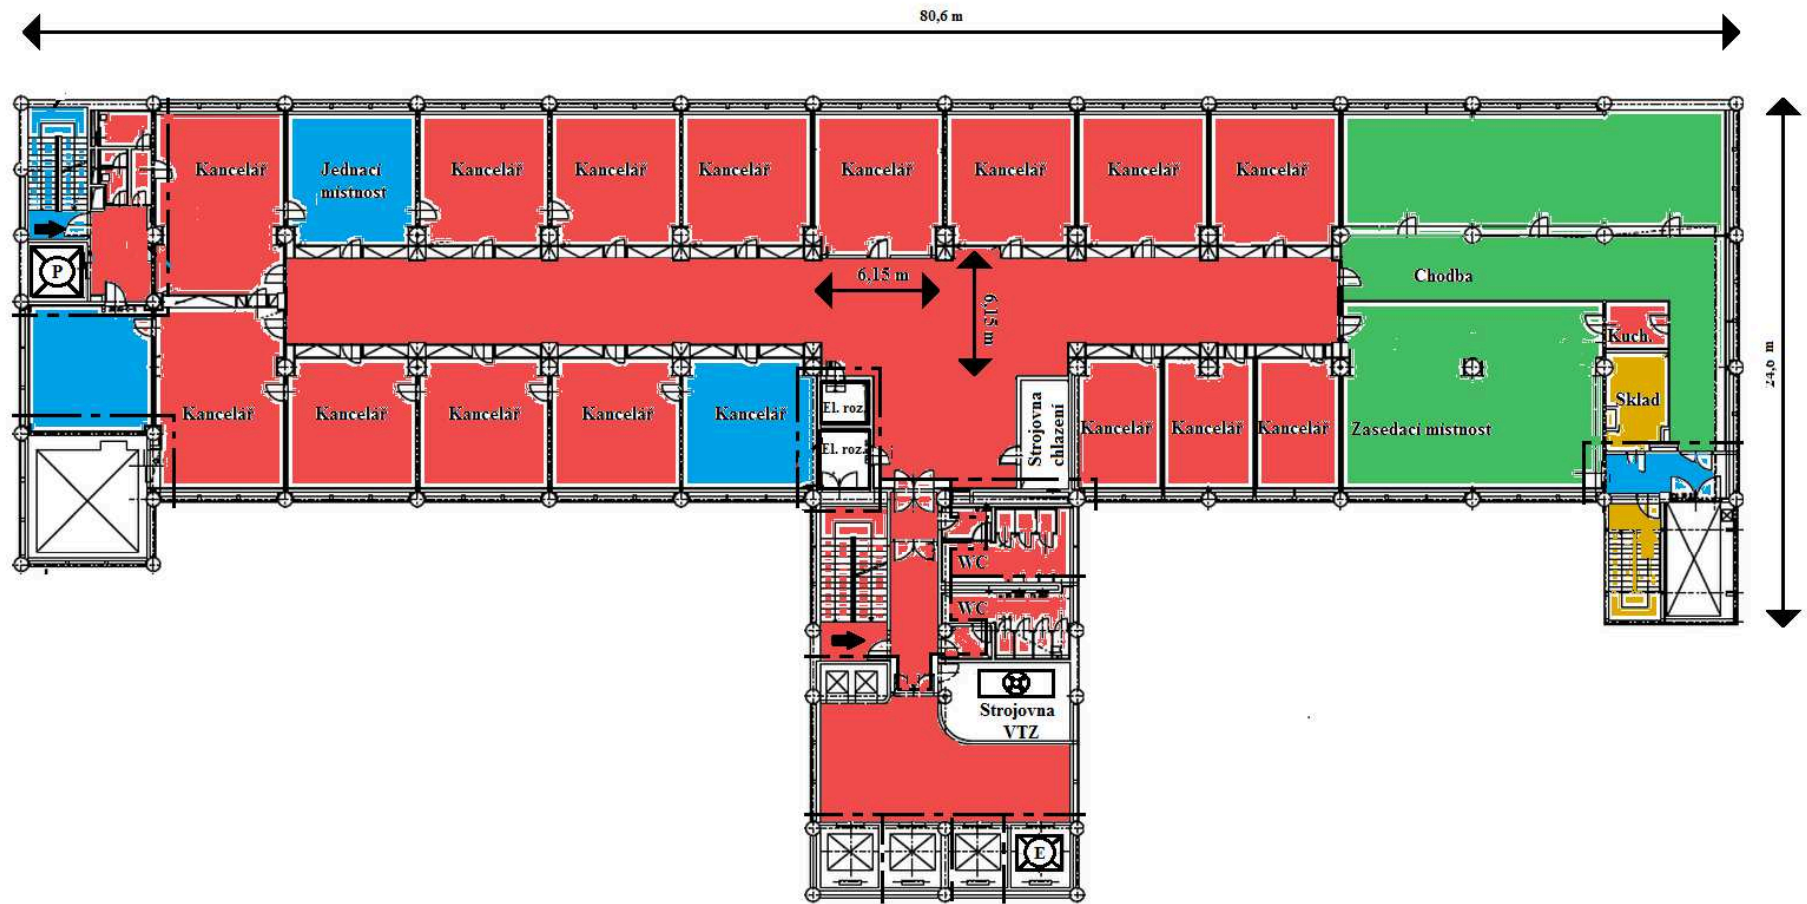 80,6 m
Kancelář
Jednací
místnost
Kancelář
Kancelář
Kancelář
Kancelář
Kancelář
Kancelář
Kancelář
P
6,15 m
6,15 m
Chodba
24,6 m
Kuch.
Kancelář
Kancelář
Kancelář
Kancelář
Kancelář
El. roz.
El. roz.
Strojovna
chlazení
Kancelář
Kancelář
Kancelář
Zasedací místnost
Sklad
WC
WC
Strojovna
VTZ
E